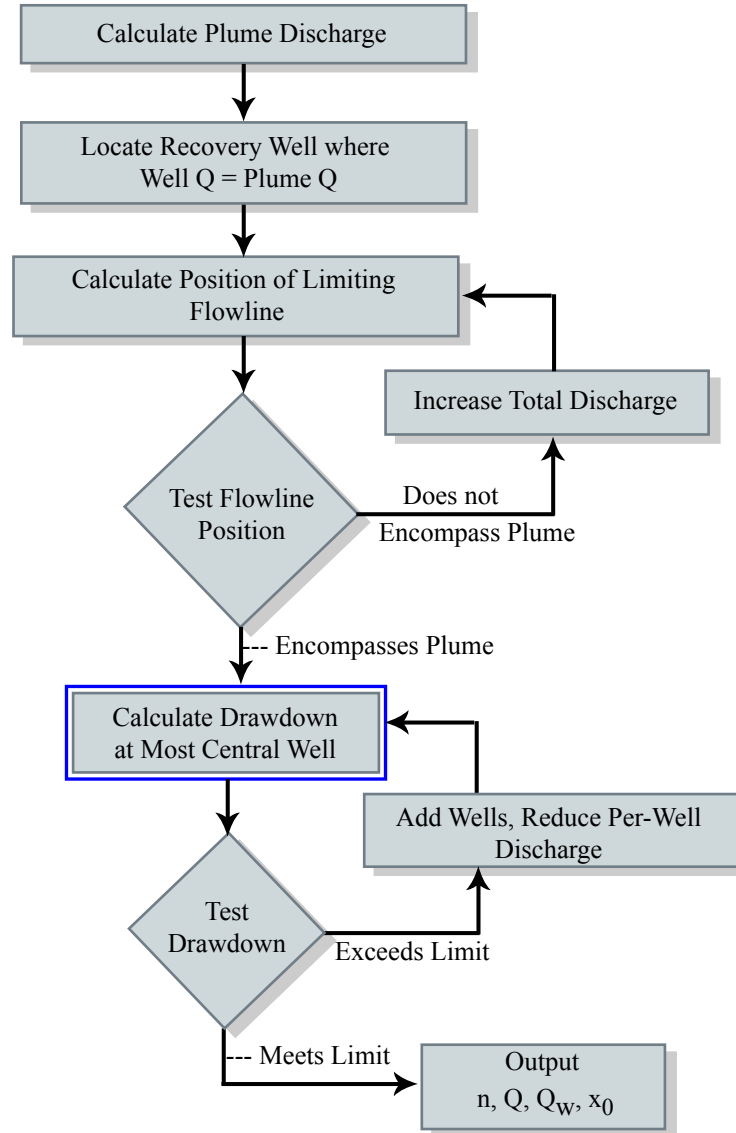 Calculate Plume Discharge
Locate Recovery Well where
Well Q = Plume Q
Calculate Position of Limiting
Flowline
Increase Total Discharge
Test Flowline
Position
Does not
Encompass Plume
--- Encompasses Plume
Calculate Drawdown
at Most Central Well
Add Wells, Reduce Per-Well
Discharge
Test
Drawdown
Exceeds Limit
--- Meets Limit
Output
n, Q, Qw, x0